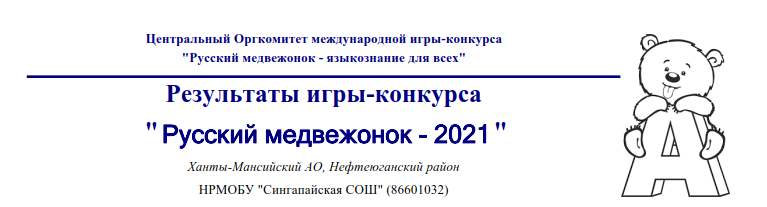 Центральный Оргкомитет международной игры-конкурса
"Русский медвежонок - языкознание для всех"
Результаты игры-конкурса
"Русский медвежонок - 2021"
Ханты-Мансийский АО, Нефтеюганский район
НРМОБУ "Сингапайская СОШ" (86601032)
А